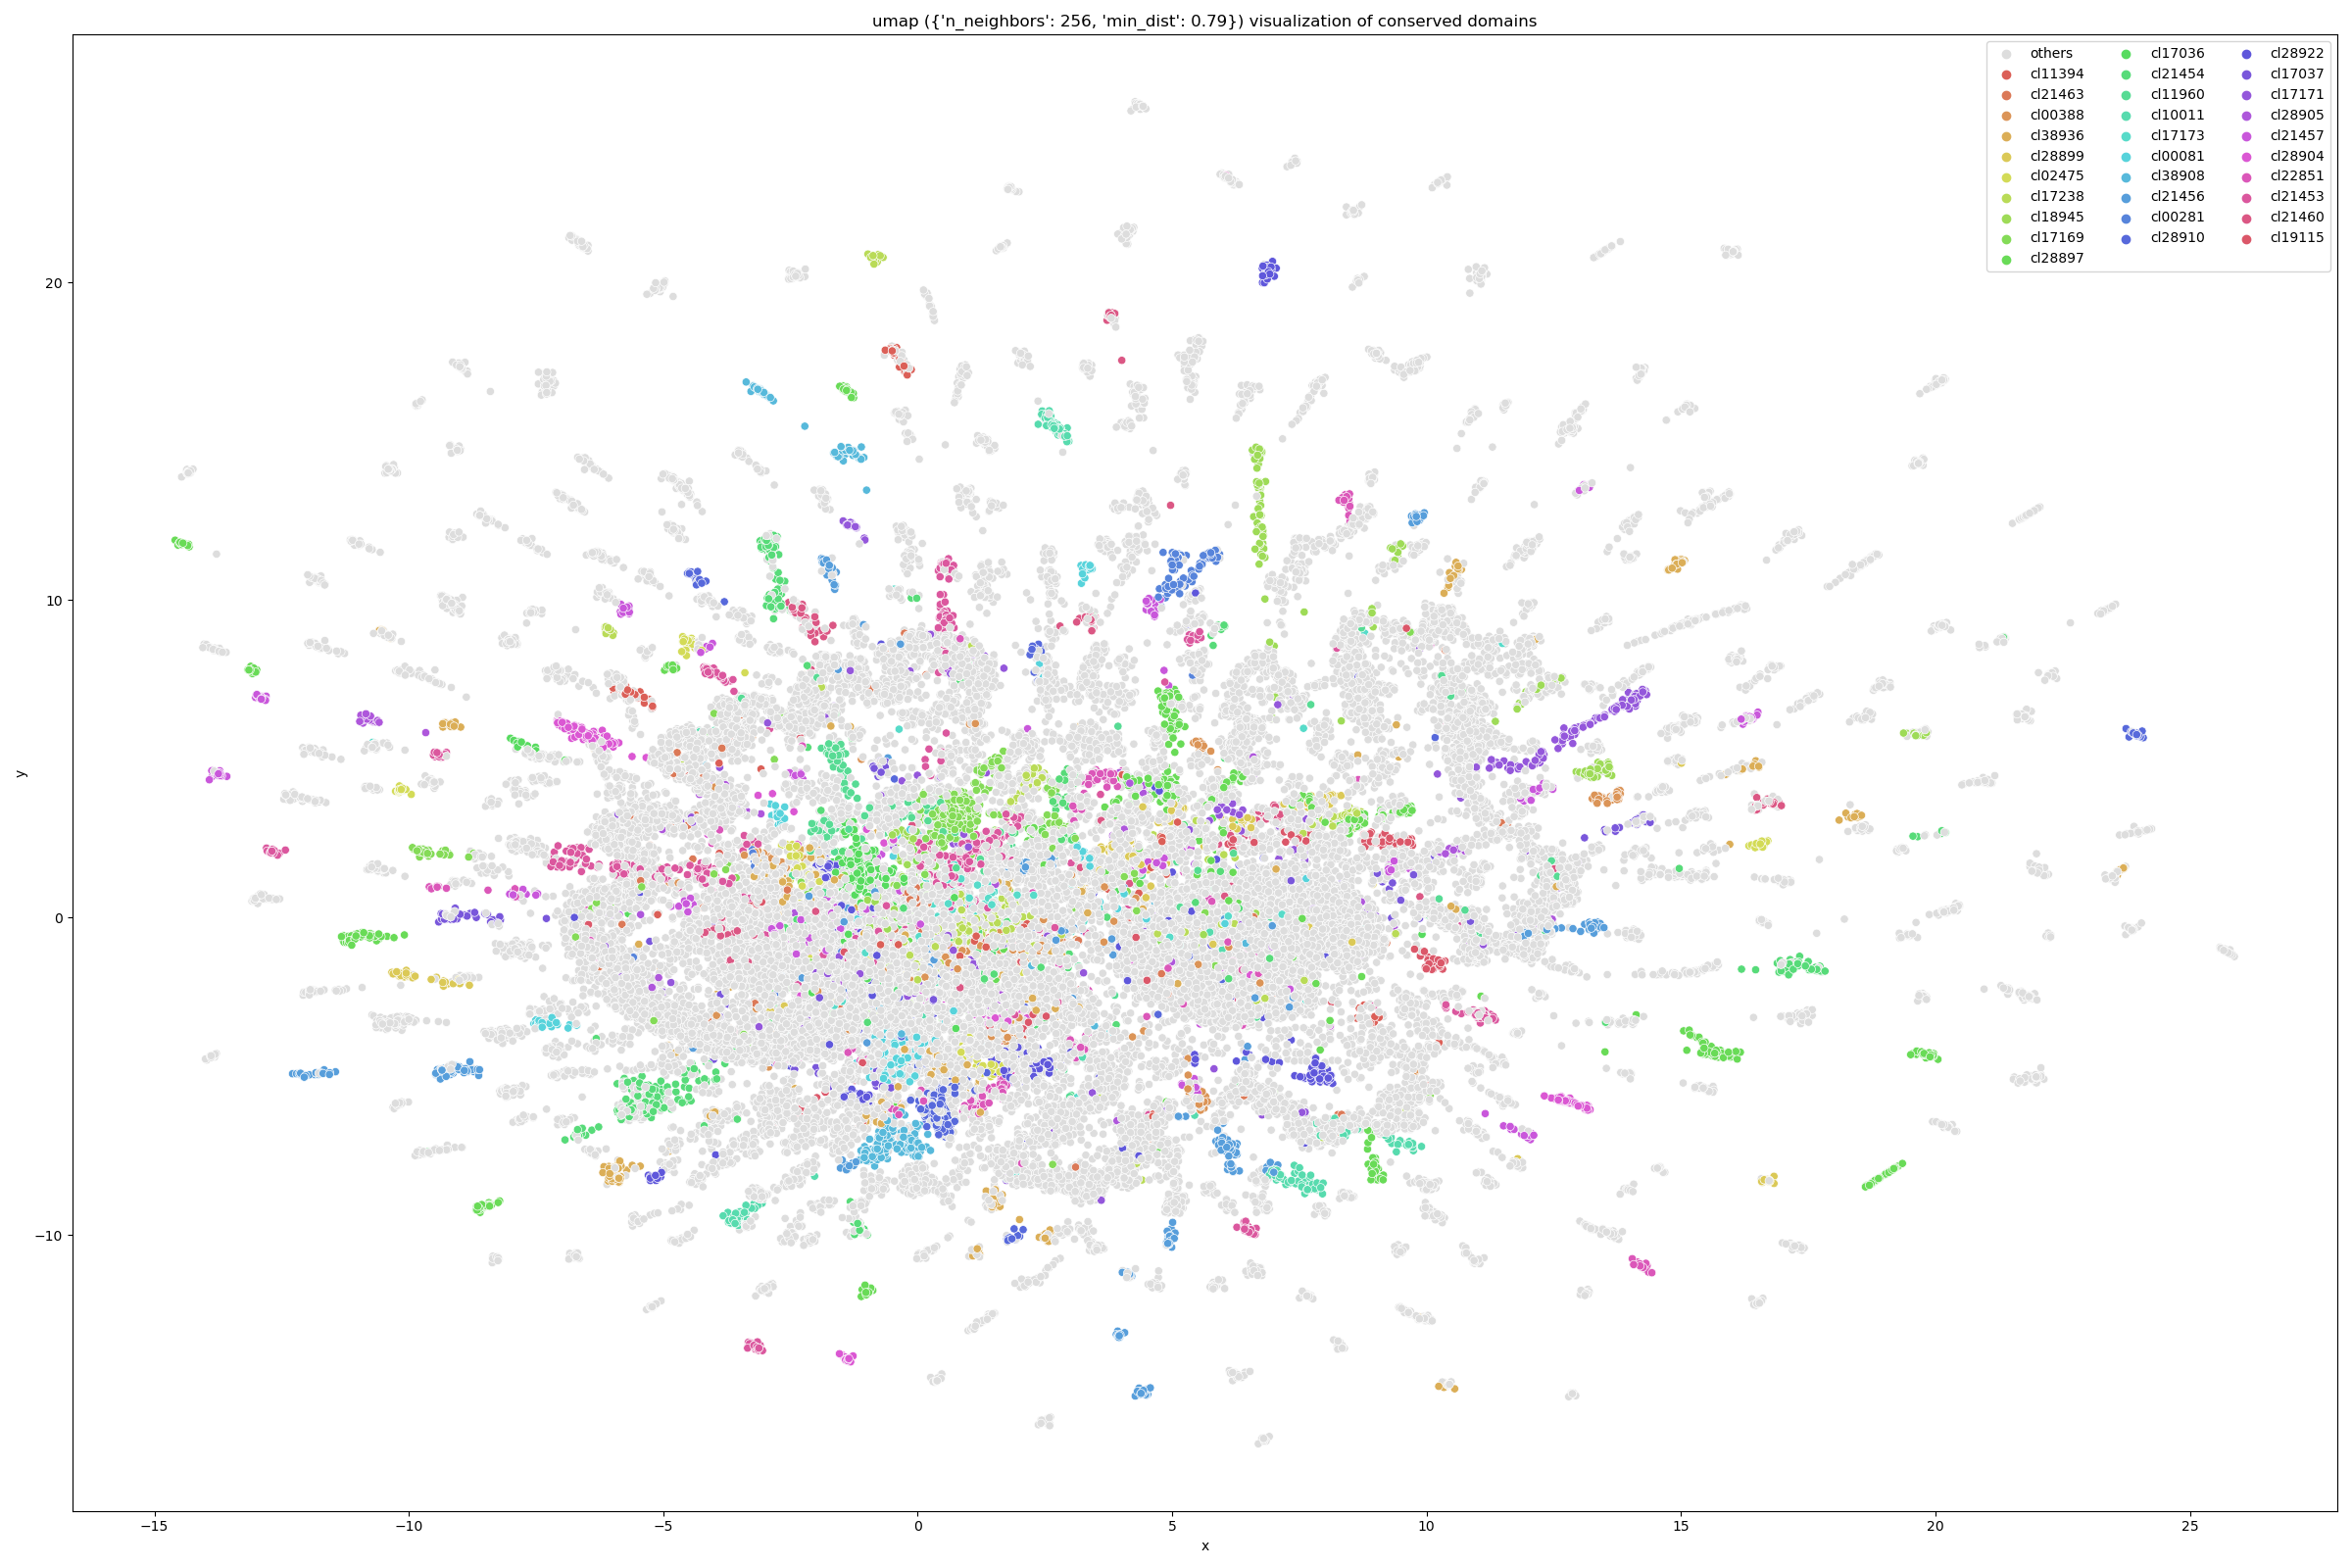 umap ({'n_neighbors': 256, 'min_dist': 0.79}) visualization of conserved domains
others
cl11394
cl21463
cl00388
cl38936
cl28899
cl02475
cl17238
cl18945
cl17169
cl28897
cl17036
cl21454
cl11960
cl10011
cl17173
cl00081
cl38908
cl21456
cl00281
cl28910
cl28922
cl17037
cl17171
cl28905
cl21457
cl28904
cl22851
cl21453
cl21460
cl19115
y
20
10
0
−10
−15
−10
−5
0
5
10
15
20
25
x